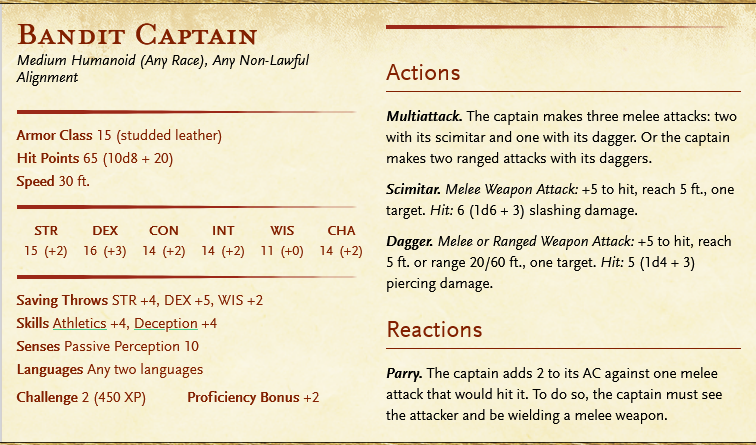 Bandit Captain
Medium Humanoid (Any Race), Any Non-Lawful
Alignment
Armor Class 15 (studded leather)
Hit Points 65 (10d8 + 20)
Speed 30 ft.
STR DEX CON INT WIS CHA
15 (+2) 16 (+3) 14 (+2) 14 (+2) 11 (+0) 14 (+2)
Saving Throws STR +4, DEX +5, WIS +2
Skills Athletics +4, Deception +4
Senses Passive Perception 10
Languages Any two languages
Challenge 2 (450 XP) Proficiency Bonus +2
Actions
Multiattack. The captain makes three melee attacks: two
with its scimitar and one with its dagger. Or the captain
makes two ranged attacks with its daggers.
Scimitar. Melee Weapon Attack: +5 to hit, reach 5 ft., one
target. Hit: 6 (1d6 + 3) slashing damage.
Dagger. Melee or Ranged Weapon Attack: +5 to hit, reach
5 ft. or range 20/60 ft., one target. Hit: 5 (1d4 + 3)
piercing damage.
Reactions
Parry. The captain adds 2 to its AC against one melee
attack that would hit it. To do so, the captain must see
the attacker and be wielding a melee weapon.